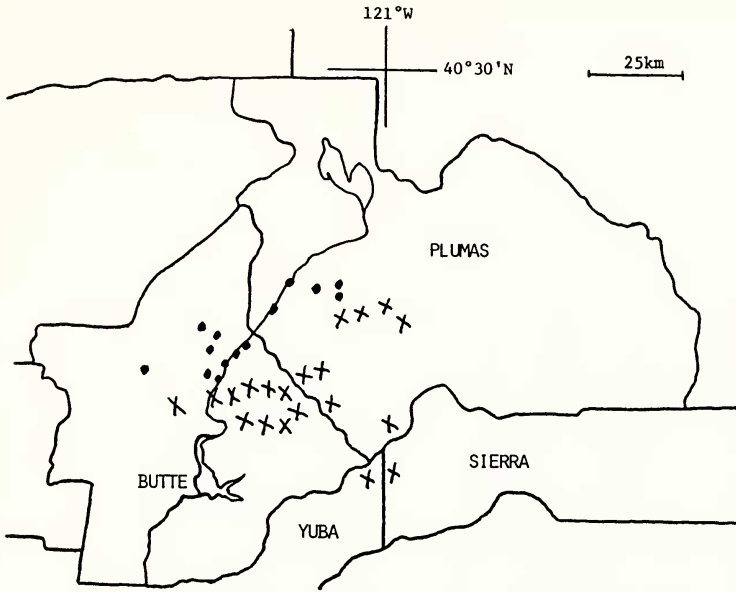 121°W
40°30'N
25km
PLUMAS
SIERRA
BUTTE
YUBA